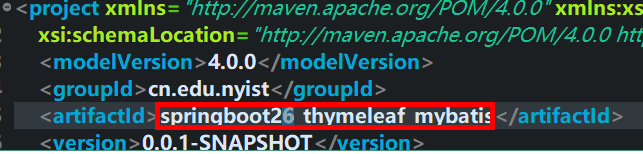 <project xmlns="http://maven.apache.org/POM/4.0.0" xmlns:xs
xsi:schemaLocation="http://maven.apache.org/POM/4.0.0 htt
<modelVersion>4.0.0</modelVersion>
<groupId>cn.edu.nyist</groupId>
<artifactId>springboot26_thymeleaf_mybatis</artifactId>
<version>0.0.1-SNAPSHOT</version>